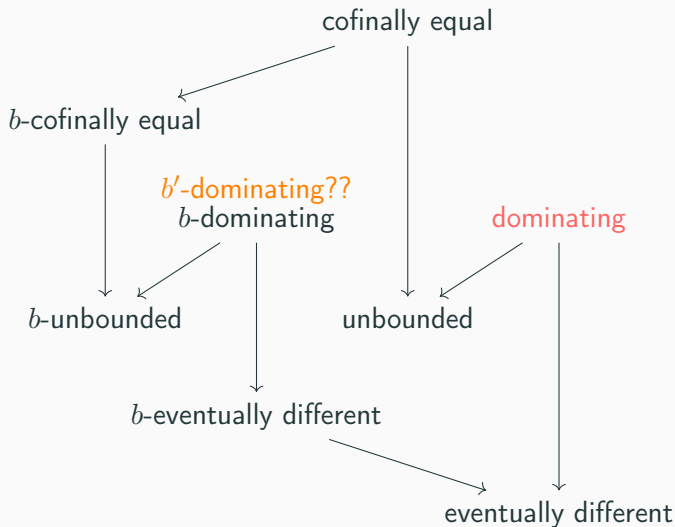 cofinally equal
b-cofinally equal
b′-dominating??
b-dominating
dominating
b-unbounded
unbounded
b-eventually different
eventually different